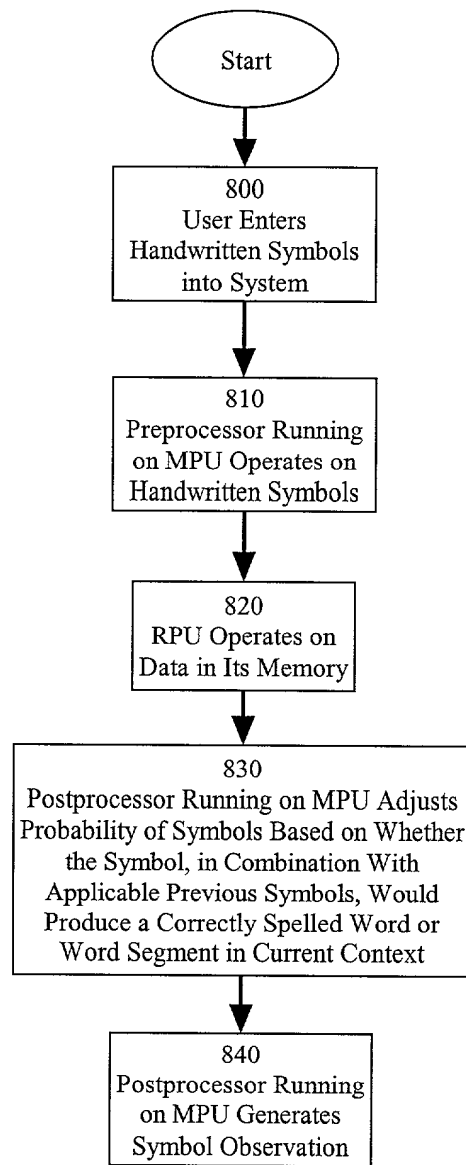 Start
800
User Enters
Handwritten Symbols
into System
810
Preprocessor Running
on MPU Operates on
Handwritten Symbols
820
RPU Operates on
Data in Its Memory
830
Postprocessor Running on MPU Adjusts
Probability of Symbols Based on Whether
the Symbol, in Combination With
Applicable Previous Symbols, Would
Produce a Correctly Spelled Word or
Word Segment in Current Context
840
Postprocessor Running
on MPU Generates
Symbol Observation